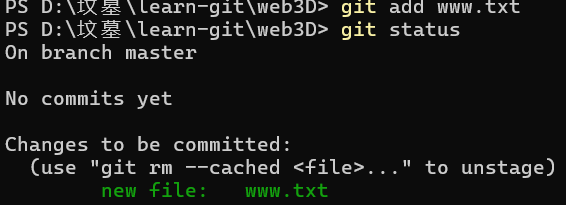 PS D:\坟墓\learn-git\web3D> git add www.txt
PS D:\坟墓\learn-git\web3D> git status
On branch master
No commits yet
Changes to be committed:
(use "git rm --cached <file>..." to unstage)
new file: www.txt